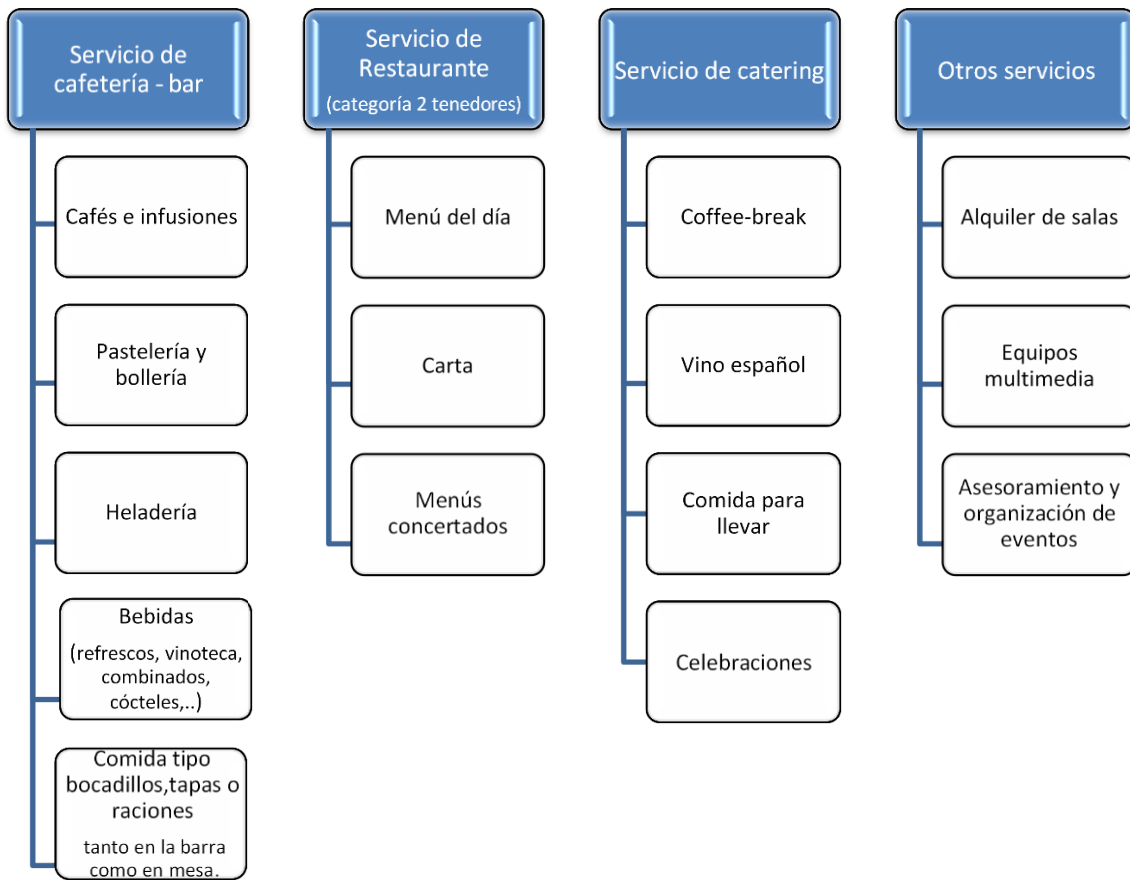 Servicio de
cafetería - bar
Cafés e infusiones
Pastelería y
bollería
Heladería
Bebidas
(refrescos, vinoteca,
combinados,
cócteles,..)
Comida tipo
bocadillos,tapas o
raciones
tanto en la barra
como en mesa.
Servicio de
Restaurante
(categoría 2 tenedores)
Menú del día
Carta
Menús
concertados
Servicio de catering
Coffee-break
Vino español
Comida para
llevar
Celebraciones
Otros servicios
Alquiler de salas
Equipos
multimedia
Asesoramiento y
organización de
eventos